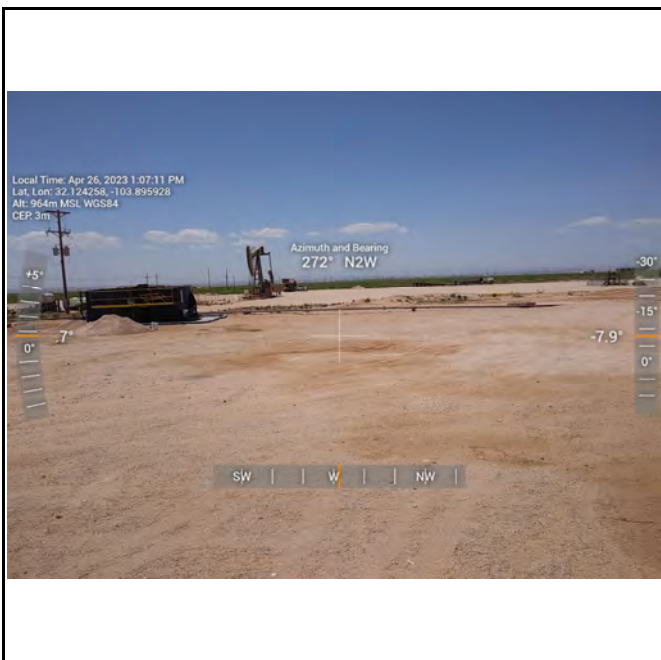 Local Time: Apr 26, 2023 1:07:11 PM
Lat, Lon: 32.124258, -103.895928
Alt: 964m MSL WGS84
CEP: 3m
Azimuth and Bearing
272° N2W
+5°
.7°
0°
-30°
-15°
-7.9°
0°
SW W NW